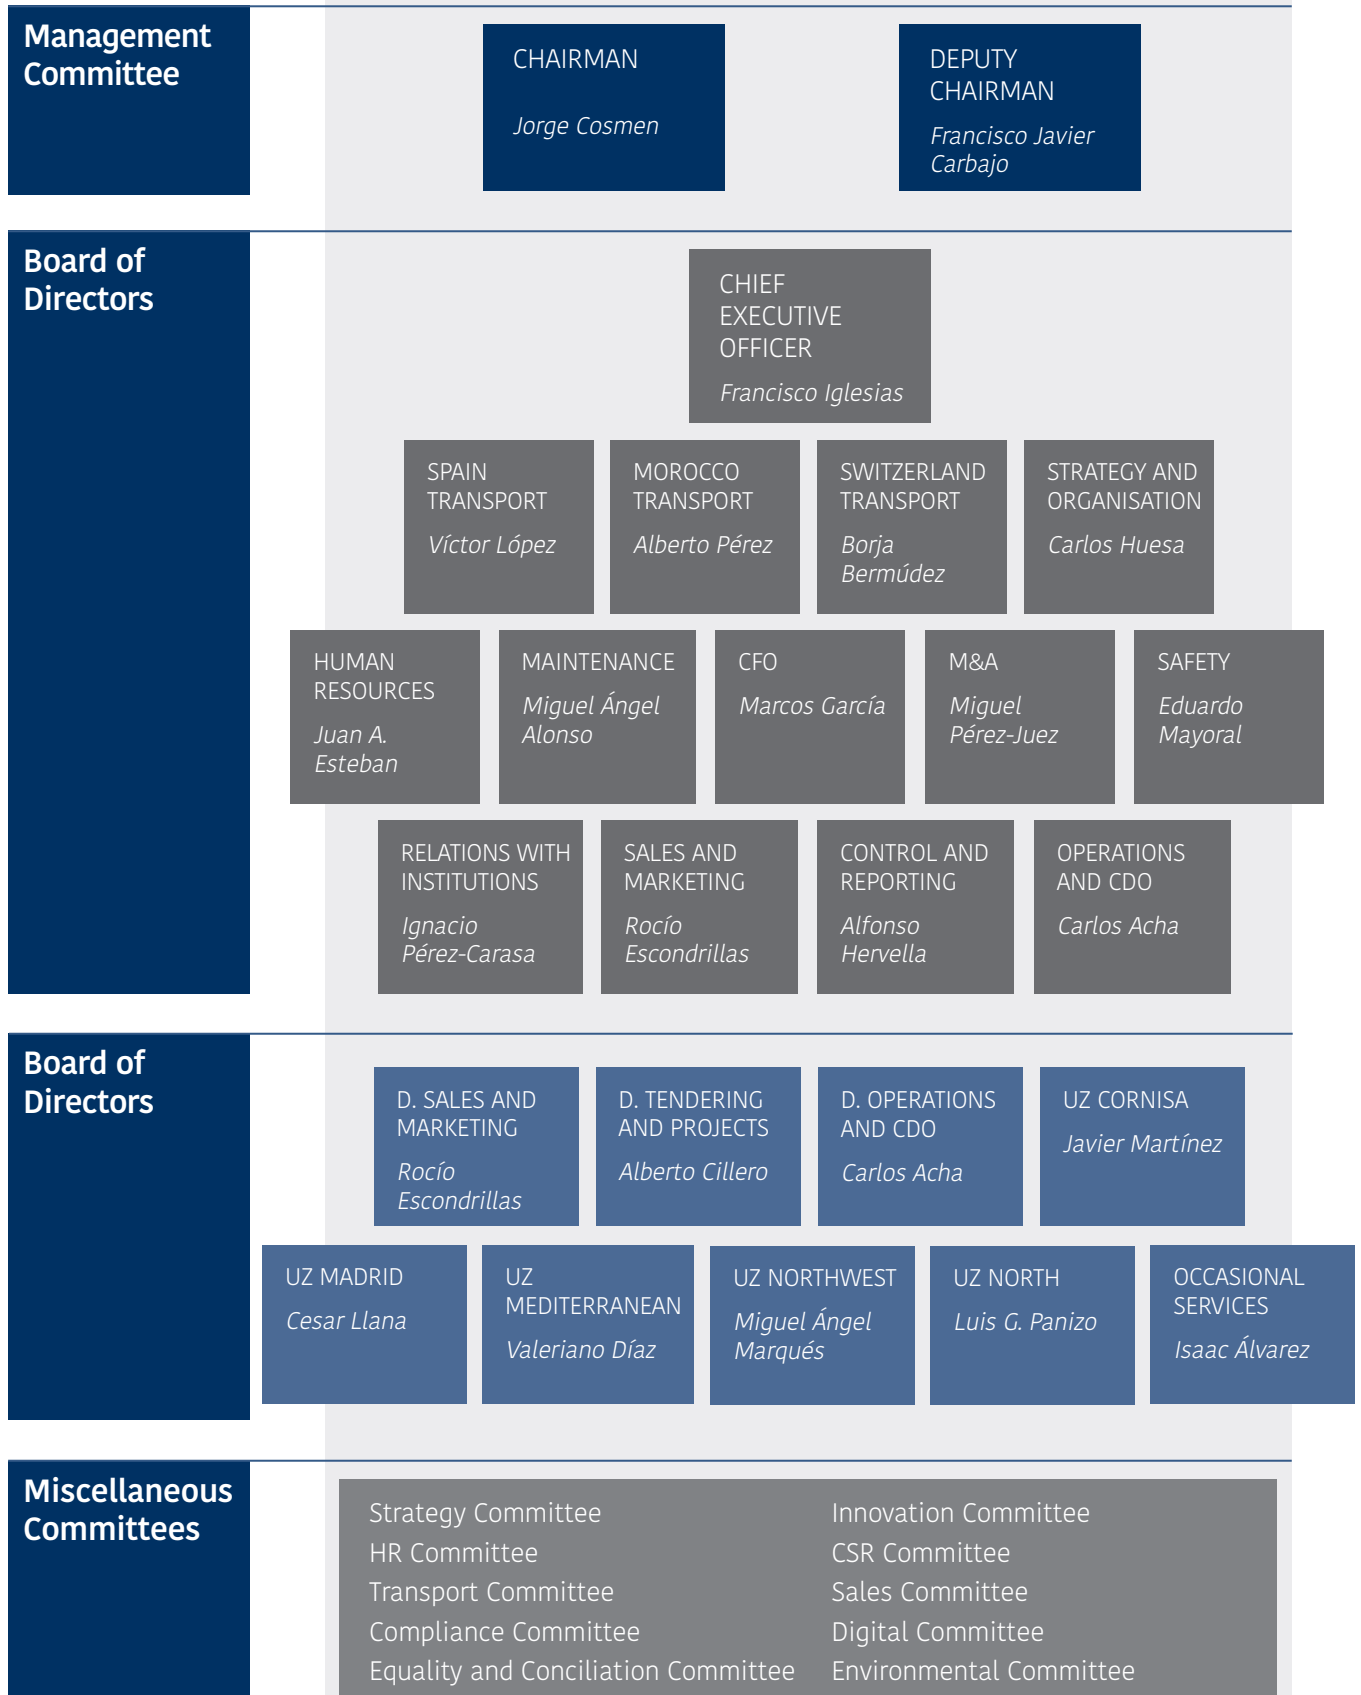 Management
Committee
CHAIRMAN
Jorge Cosmen
DEPUTY
CHAIRMAN
Francisco Javier
Carbajo
Board of
Directors
CHIEF
EXECUTIVE
OFFICER
Francisco Iglesias
SPAIN
TRANSPORT
Víctor López
MOROCCO
TRANSPORT
Alberto Pérez
SWITZERLAND
TRANSPORT
Borja
Bermúdez
STRATEGY AND
ORGANISATION
Carlos Huesa
HUMAN
RESOURCES
Juan A.
Esteban
MAINTENANCE
Miguel Ángel
Alonso
CFO
Marcos García
M&A
Miguel
Pérez-Juez
SAFETY
Eduardo
Mayoral
RELATIONS WITH
INSTITUTIONS
Ignacio
Pérez-Carasa
SALES AND
MARKETING
Rocío
Escondrillas
CONTROL AND
REPORTING
Alfonso
Hervella
OPERATIONS
AND CDO
Carlos Acha
Board of
Directors
D. SALES AND
MARKETING
Rocío
Escondrillas
D. TENDERING
AND PROJECTS
Alberto Cillero
D. OPERATIONS
AND CDO
Carlos Acha
UZ CORNISA
Javier Martínez
UZ MADRID
Cesar Llana
UZ
MEDITERRANEAN
Valeriano Díaz
UZ NORTHWEST
Miguel Ángel
Marqués
UZ NORTH
Luis G. Panizo
OCCASIONAL
SERVICES
Isaac Álvarez
Miscellaneous
Committees
Strategy Committee
HR Committee
Transport Committee
Compliance Committee
Equality and Conciliation Committee
Innovation Committee
CSR Committee
Sales Committee
Digital Committee
Environmental Committee